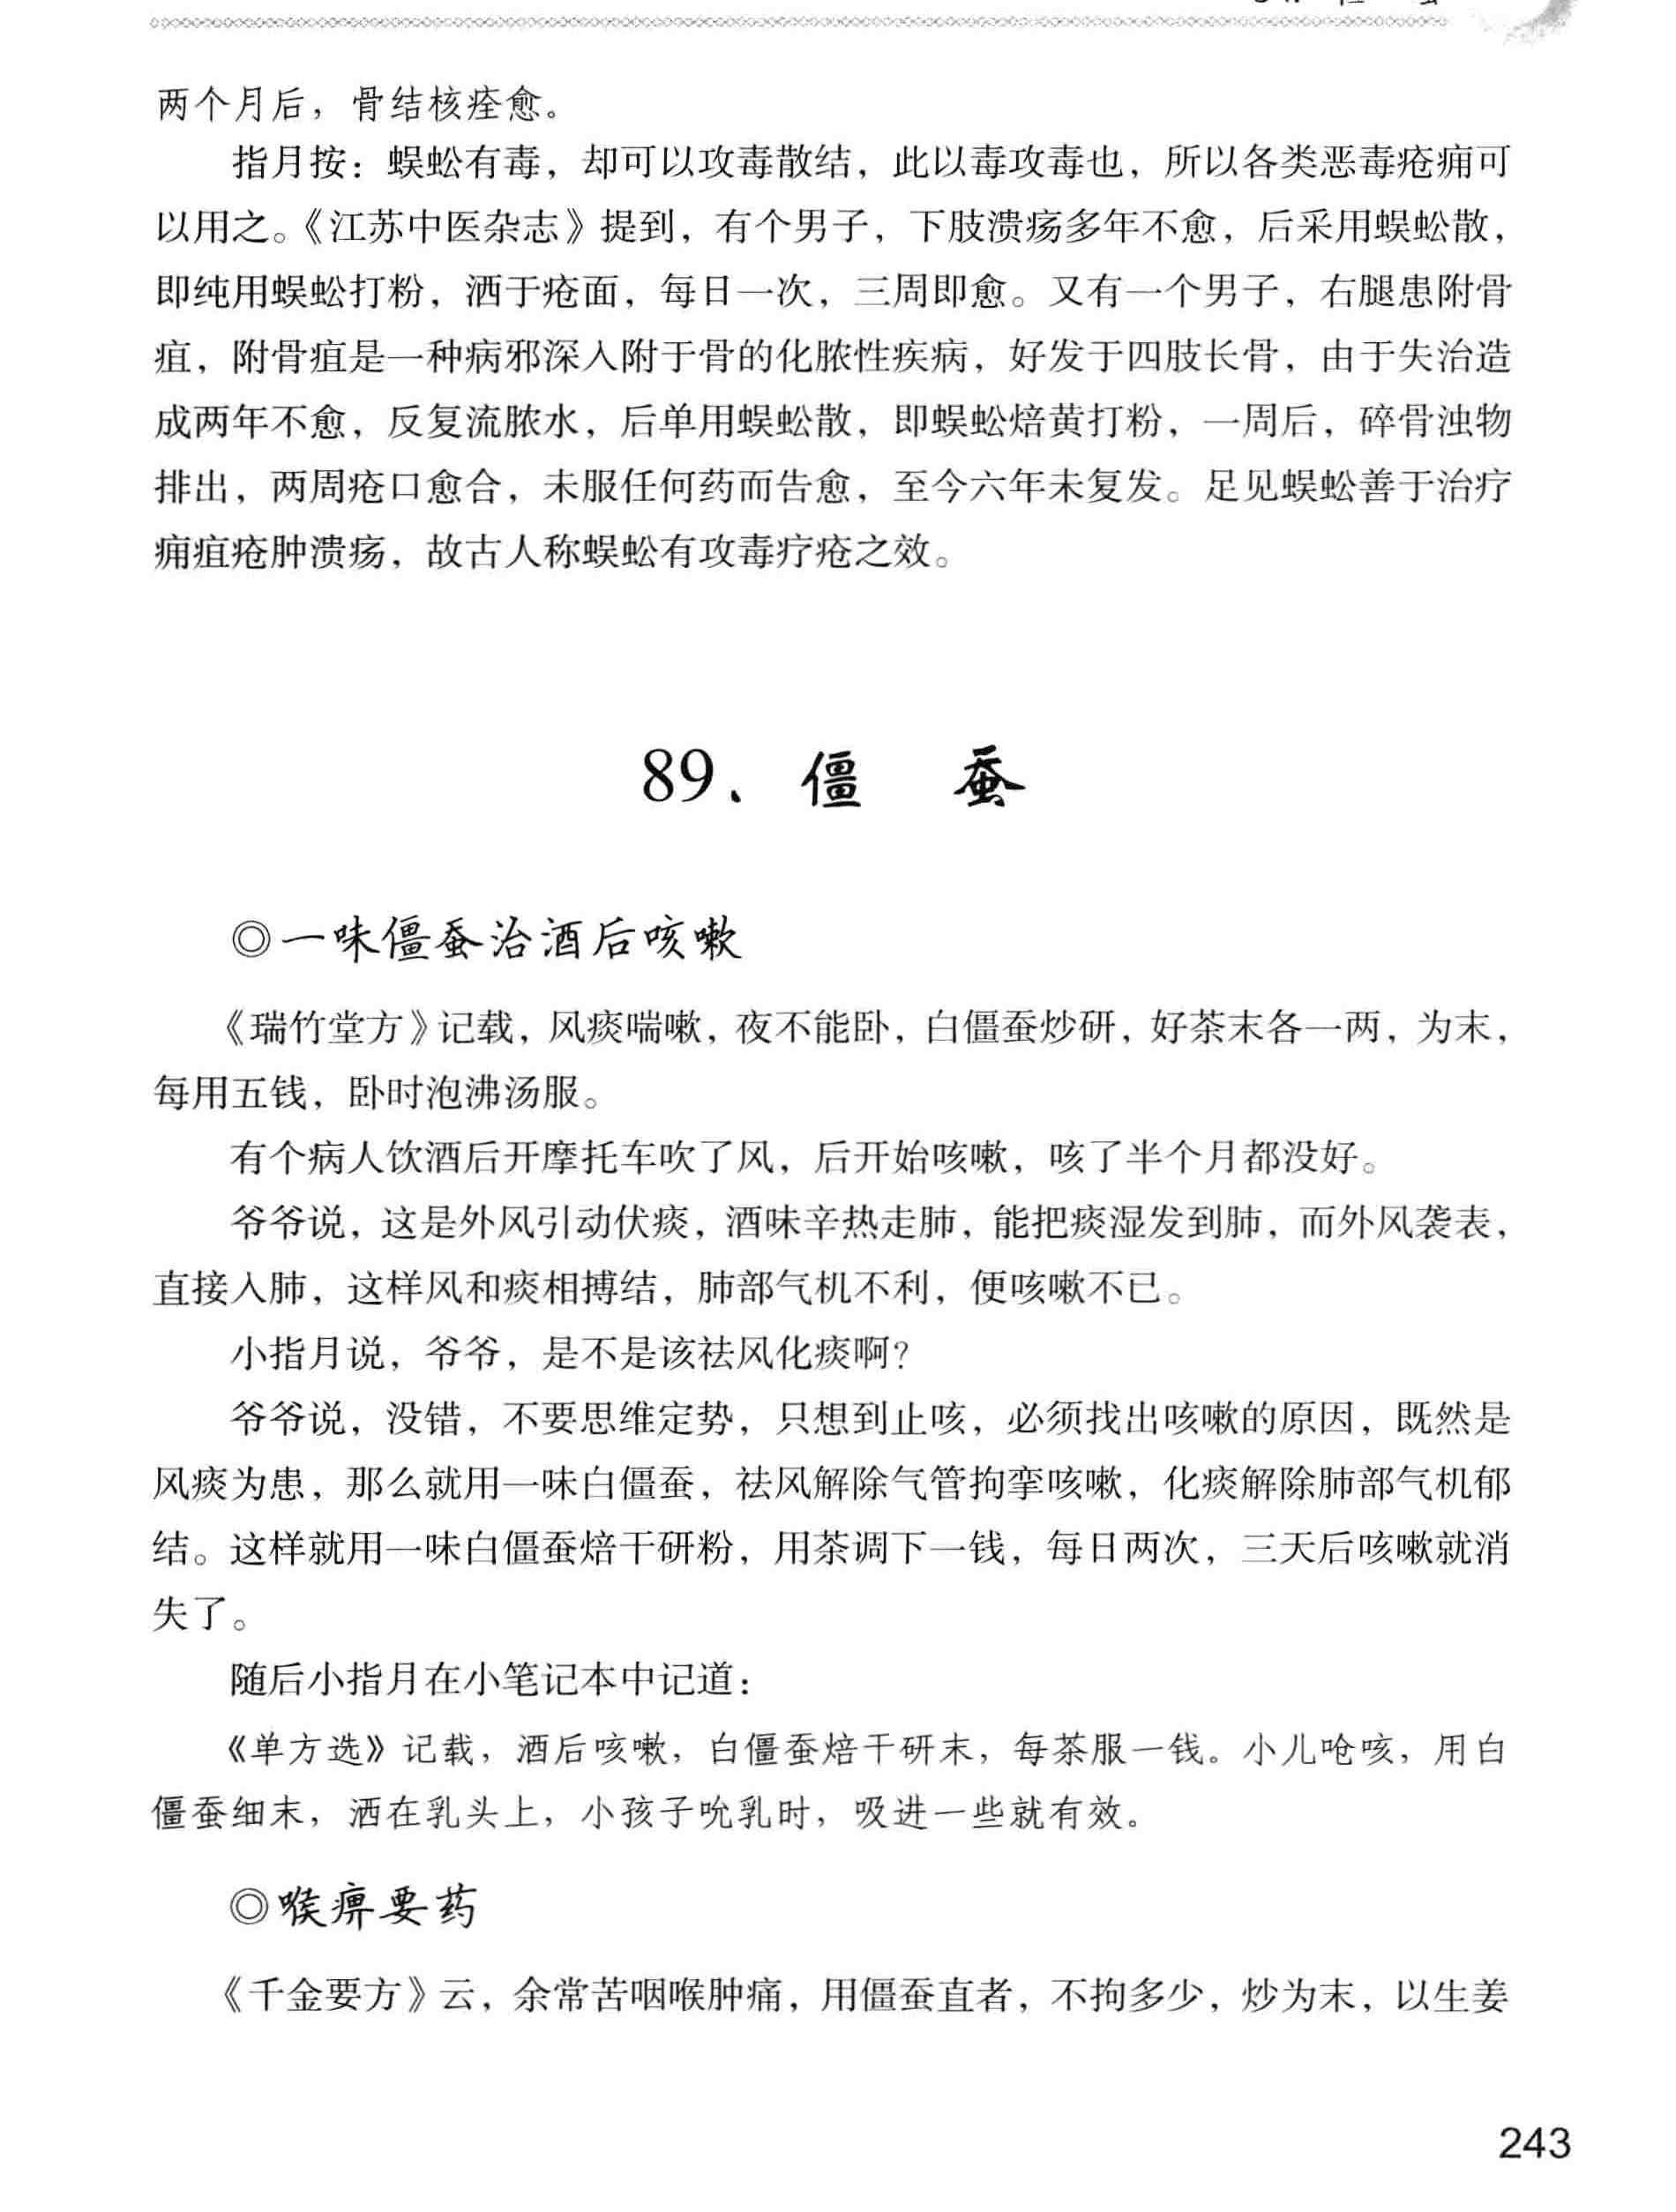 两个月后，骨结核痊愈。
指月按：蜈蚣有毒，却可以攻毒散结，此以毒攻毒也，所以各类恶毒疮痈可
以用之。《江苏中医杂志》提到，有个男子，下肢溃疡多年不愈，后采用蜈蚣散，
即纯用蜈蚣打粉，洒于疮面，每日一次，三周即愈。又有一个男子，右腿患附骨
疽，附骨疽是一种病邪深入附于骨的化脓性疾病，好发于四肢长骨，由于失治造
成两年不愈，反复流脓水，后单用蜈蚣散，即蜈蚣焙黄打粉，一周后，碎骨浊物
排出，两周疮口愈合，未服任何药而告愈，至今六年未复发。足见蜈蚣善于治疗
痈疽疮肿溃疡，故古人称蜈蚣有攻毒疗疮之效。
89、僵 蚕
◎一味僵蚕治酒后咳嗽
《瑞竹堂方》记载，风痰喘嗽，夜不能卧，白僵蚕炒研，好茶末各一两，为末，
每用五钱，卧时泡沸汤服。
有个病人饮酒后开摩托车吹了风，后开始咳嗽，咳了半个月都没好。
爷爷说，这是外风引动伏痰，酒味辛热走肺，能把痰湿发到肺，而外风袭表，
直接入肺，这样风和痰相搏结，肺部气机不利，便咳嗽不已。
小指月说，爷爷，是不是该祛风化痰啊？
爷爷说，没错，不要思维定势，只想到止咳，必须找出咳嗽的原因，既然是
风痰为患，那么就用一味白僵蚕，祛风解除气管拘挛咳嗽，化痰解除肺部气机郁
结。这样就用一味白僵蚕焙干研粉，用茶调下一钱，每日两次，三天后咳嗽就消
失了。
随后小指月在小笔记本中记道：
《单方选》记载，酒后咳嗽，白僵蚕焙干研末，每茶服一钱。小儿呛咳，用白
僵蚕细末，洒在乳头上，小孩子吮乳时，吸进一些就有效。
◎喉痹要药
《千金要方》云，余常苦咽喉肿痛，用僵蚕直者，不拘多少，炒为末，以生姜
243